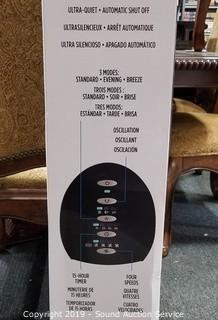 ULTRA-QUIET • AUTOMATIC SHUT OFF
ULTRASILENCIEUX • ARRÊT AUTOMATIQUE
ULTRA SILENCIOSO • APAGADO AUTOMÁTICO
3 MODES:
STANDARD • EVENING • BREEZE
TROIS MODES :
STANDARD • SOIR • BRISE
TRES MODOS:
ESTÁNDAR • TARDE • BRISA
OSCILLATION
OSCILLANT
OSCILACIÓN
15-HOUR
TIMER
MINUTERIE DE
15 HEURES
TEMPORIZADOR
DE 15 HORAS
FOUR
SPEEDS
QUATRE
VITESSES
CUATRO
VELOCIDADES
Copyright 2019 - Sound Auction Service